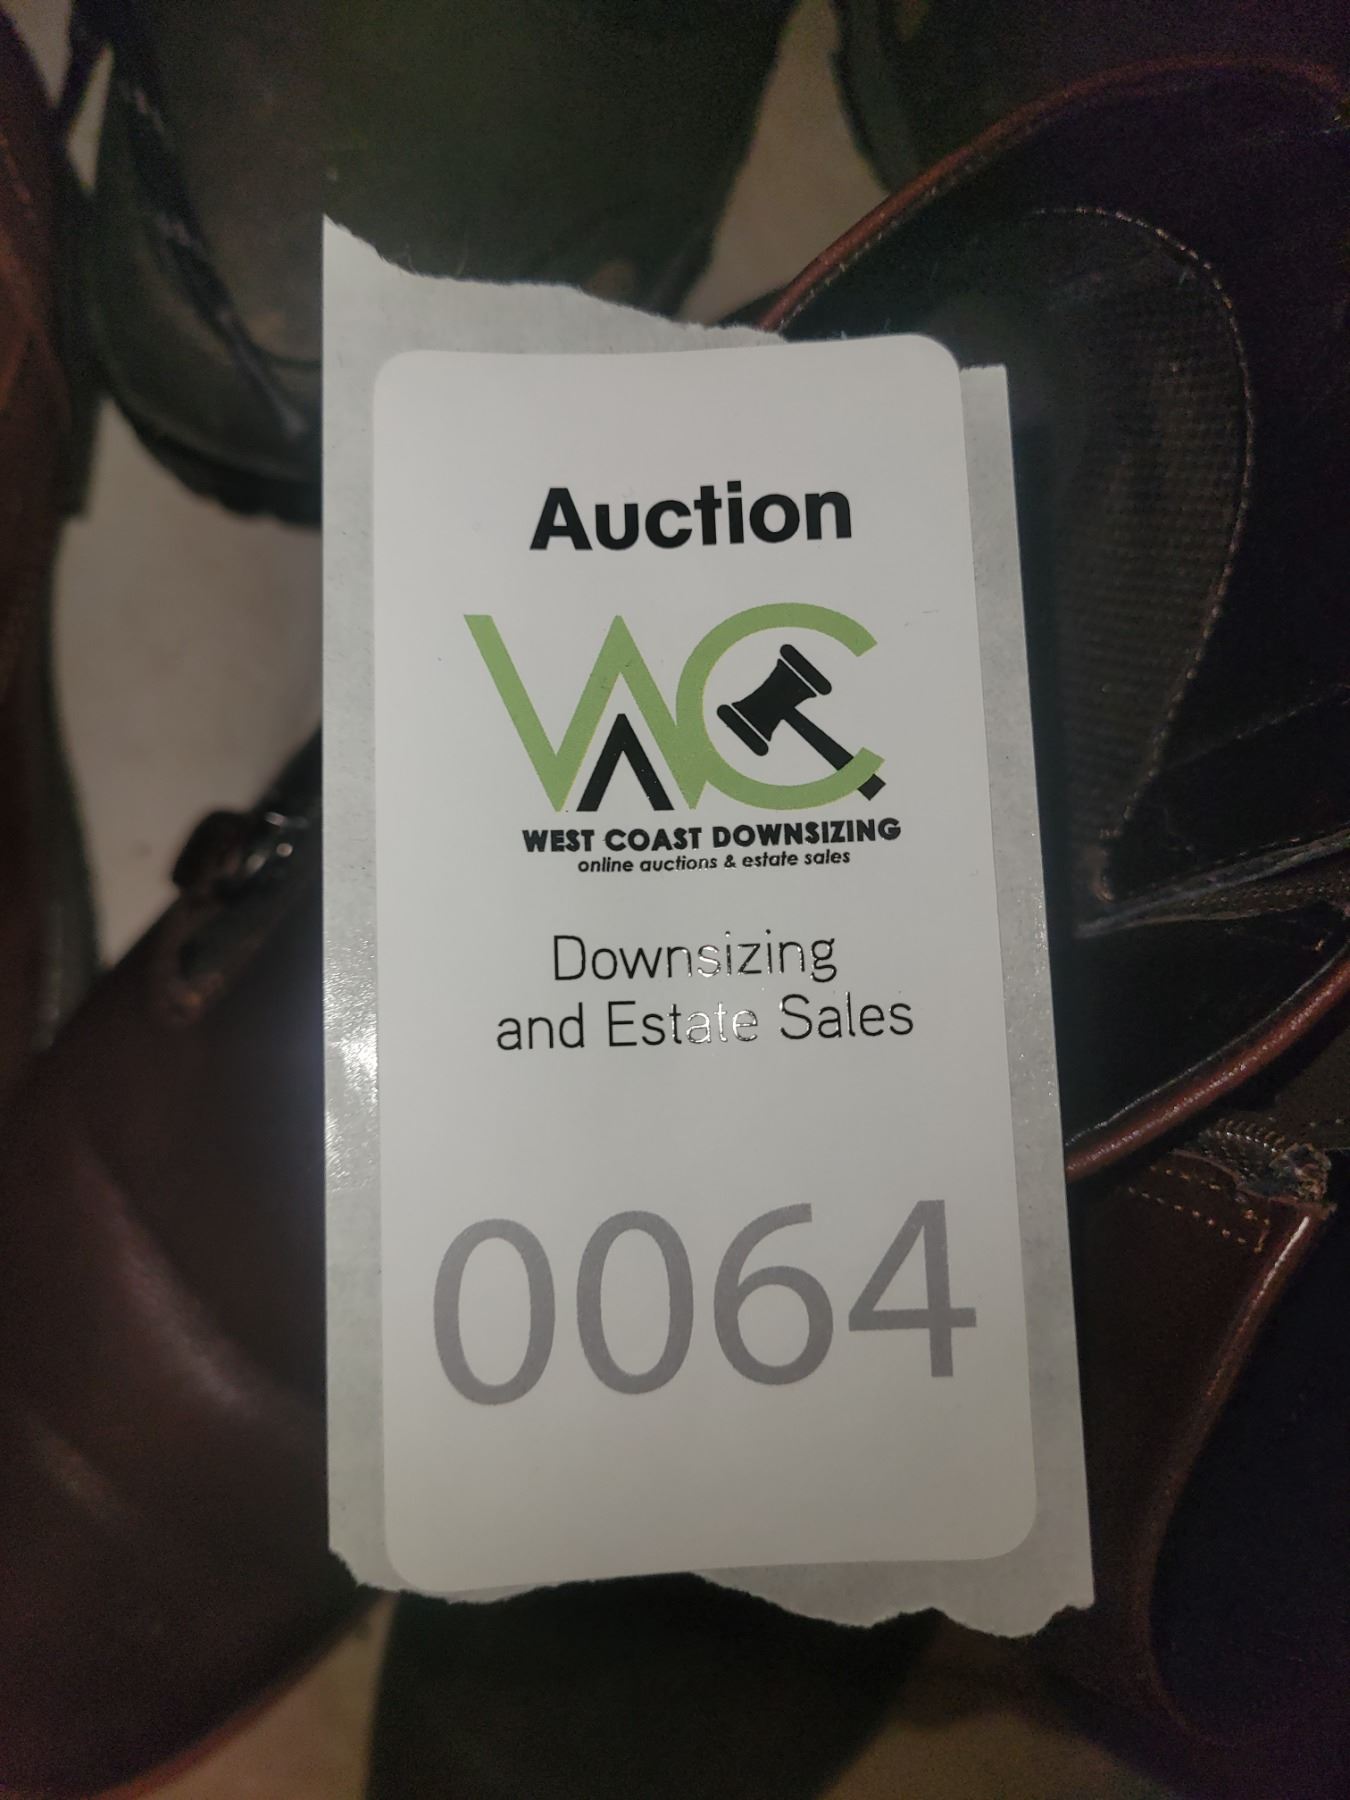 Auction
WC
WEST COAST DOWNSIZING
online auctions & estate sales
Downsizing
and Estate Sales
0064